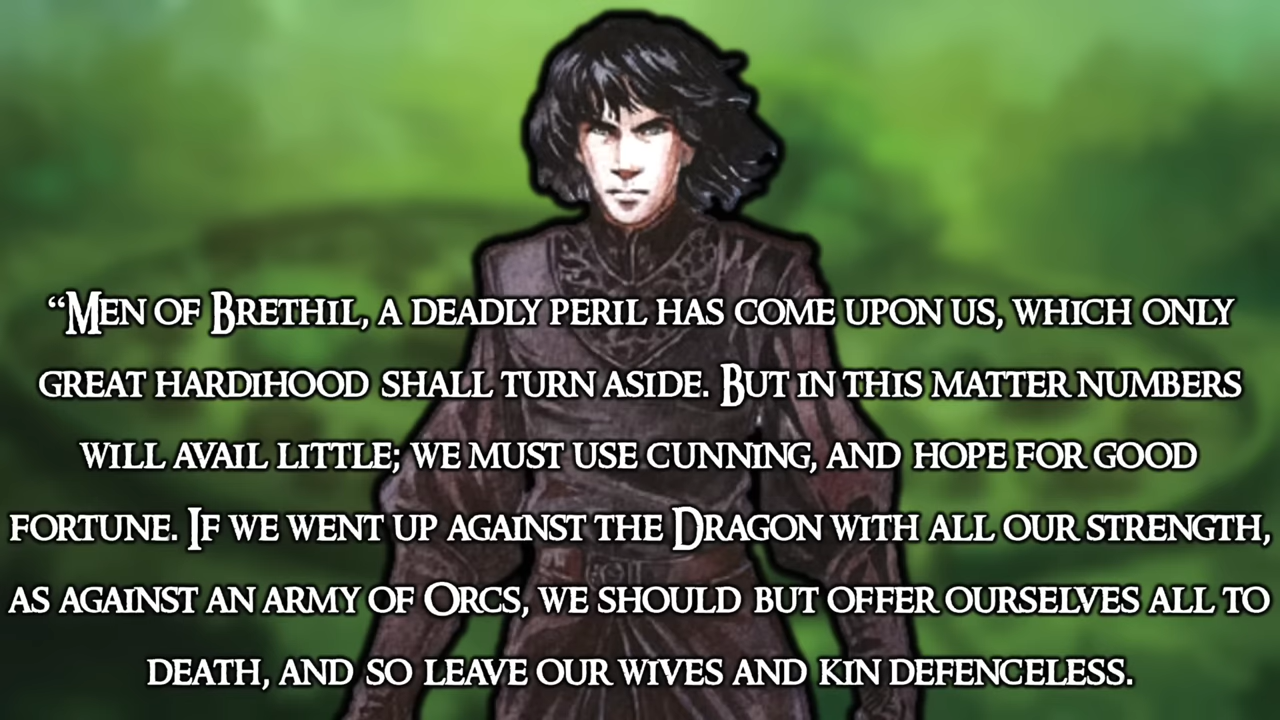 “Men of Brethil, a deadly peril has come upon us, which only
great hardihood shall turn aside. But in this matter numbers
will avail little; we must use cunning, and hope for good
fortune. If we went up against the Dragon with all our strength,
as against an army of Orcs, we should but offer ourselves all to
death, and so leave our wives and kin defenceless.